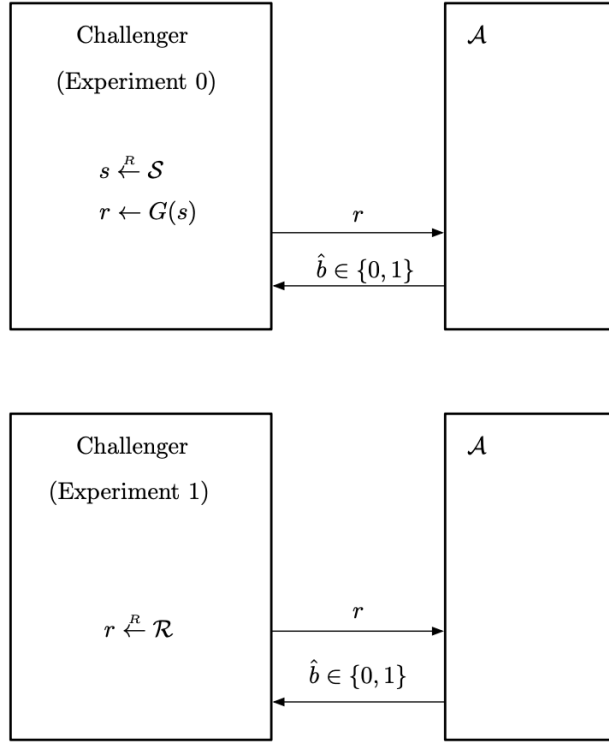 Challenger
(Experiment 0)
𝒜
s ←ᴿ 𝒮
r ← G(s)
r
b̂ ∈ {0, 1}
Challenger
(Experiment 1)
𝒜
r ←ᴿ ℛ
r
b̂ ∈ {0, 1}